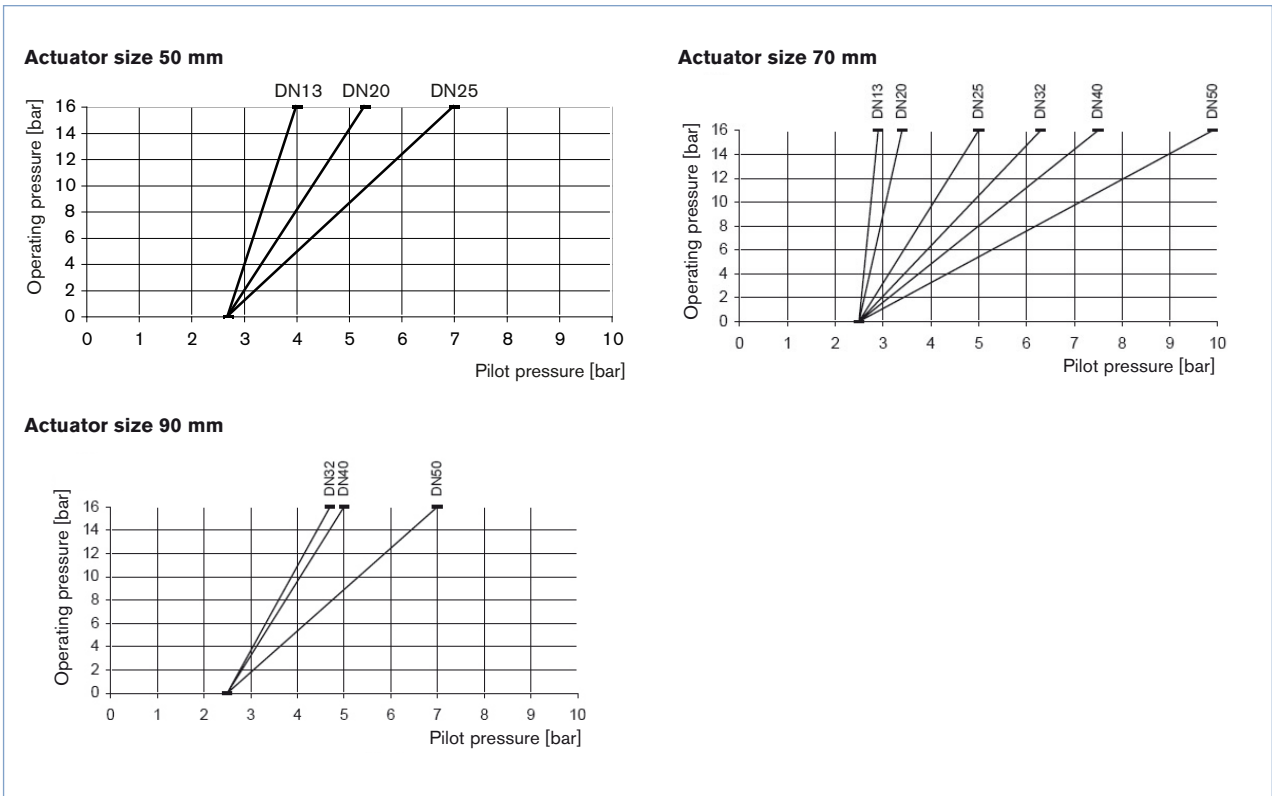 Actuator size 50 mm
DN13 DN20 DN25
Operating pressure [bar]
16
14
12
10
8
6
4
2
0
0 1 2 3 4 5 6 7 8 9 10
Pilot pressure [bar]
Actuator size 70 mm
DN13 DN20 DN25 DN32 DN40 DN50
Operating pressure [bar]
16
14
12
10
8
6
4
2
0
0 1 2 3 4 5 6 7 8 9 10
Pilot pressure [bar]
Actuator size 90 mm
DN32 DN40 DN50
Operating pressure [bar]
16
14
12
10
8
6
4
2
0
0 1 2 3 4 5 6 7 8 9 10
Pilot pressure [bar]